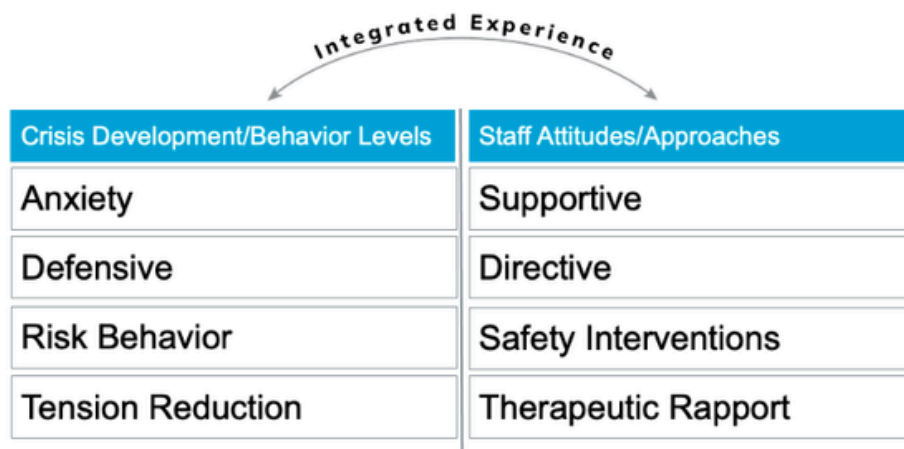 Integrated Experience
Crisis Development/Behavior Levels
Staff Attitudes/Approaches
Anxiety
Supportive
Defensive
Directive
Risk Behavior
Safety Interventions
Tension Reduction
Therapeutic Rapport